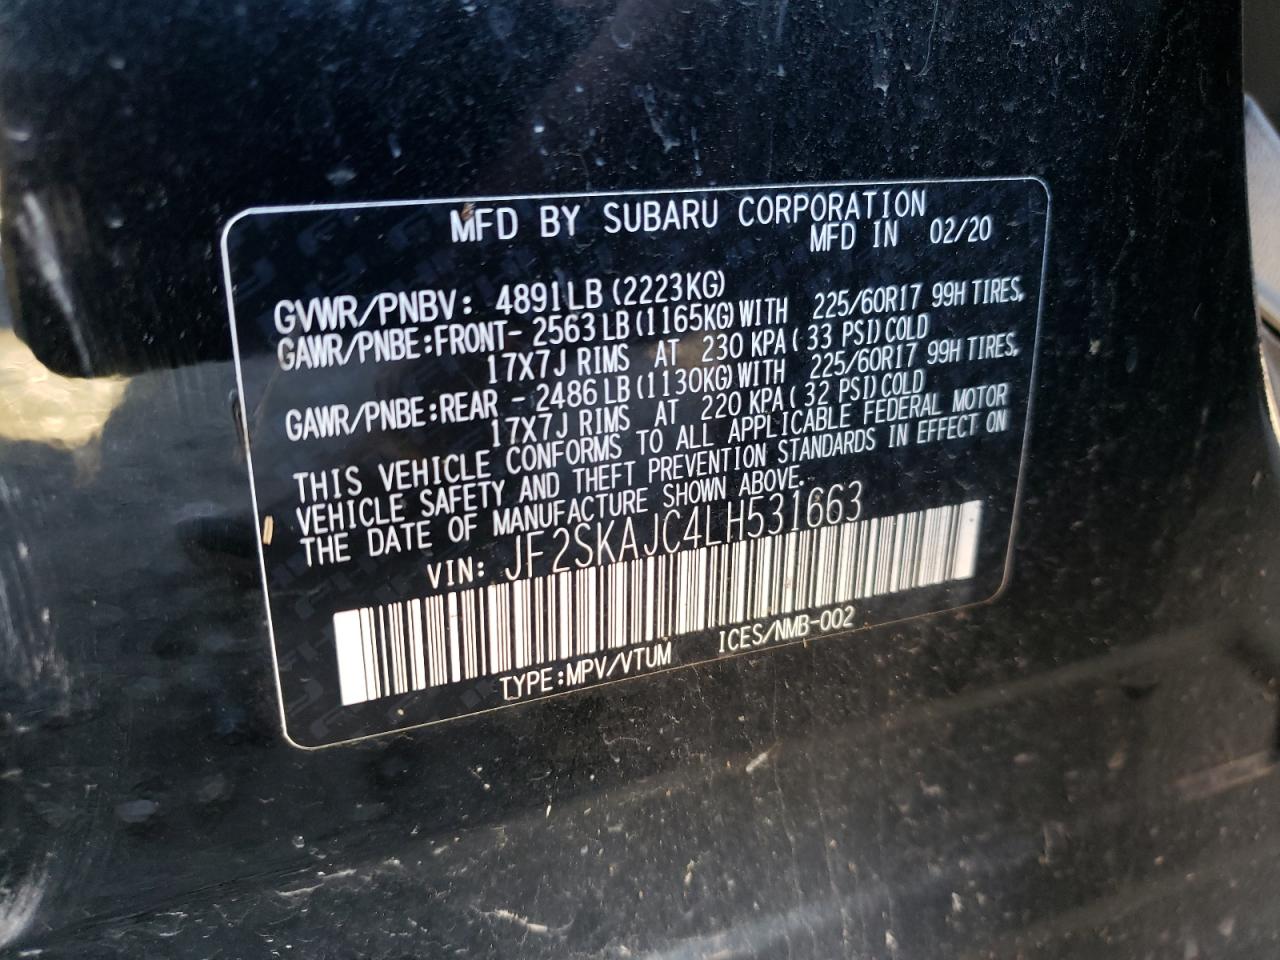 MFD BY SUBARU CORPORATION
MFD IN 02/20
GVWR/PNBV: 4891LB(2223KG)
GAWR/PNBE:FRONT- 2563LB(1165KG)WITH 225/60R17 99H TIRES,
17X7J RIMS AT 230 KPA( 33 PSI)COLD
GAWR/PNBE:REAR - 2486LB(1130KG)WITH 225/60R17 99H TIRES,
17X7J RIMS AT 220 KPA( 32 PSI)COLD
THIS VEHICLE CONFORMS TO ALL APPLICABLE FEDERAL MOTOR
VEHICLE SAFETY AND THEFT PREVENTION STANDARDS IN EFFECT ON
THE DATE OF MANUFACTURE SHOWN ABOVE.
VIN: JF2SKAJC4LH531663
TYPE:MPV/VTUM ICES/NMB-002